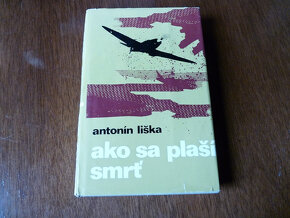 antonín liška
ako sa plaší
smrť